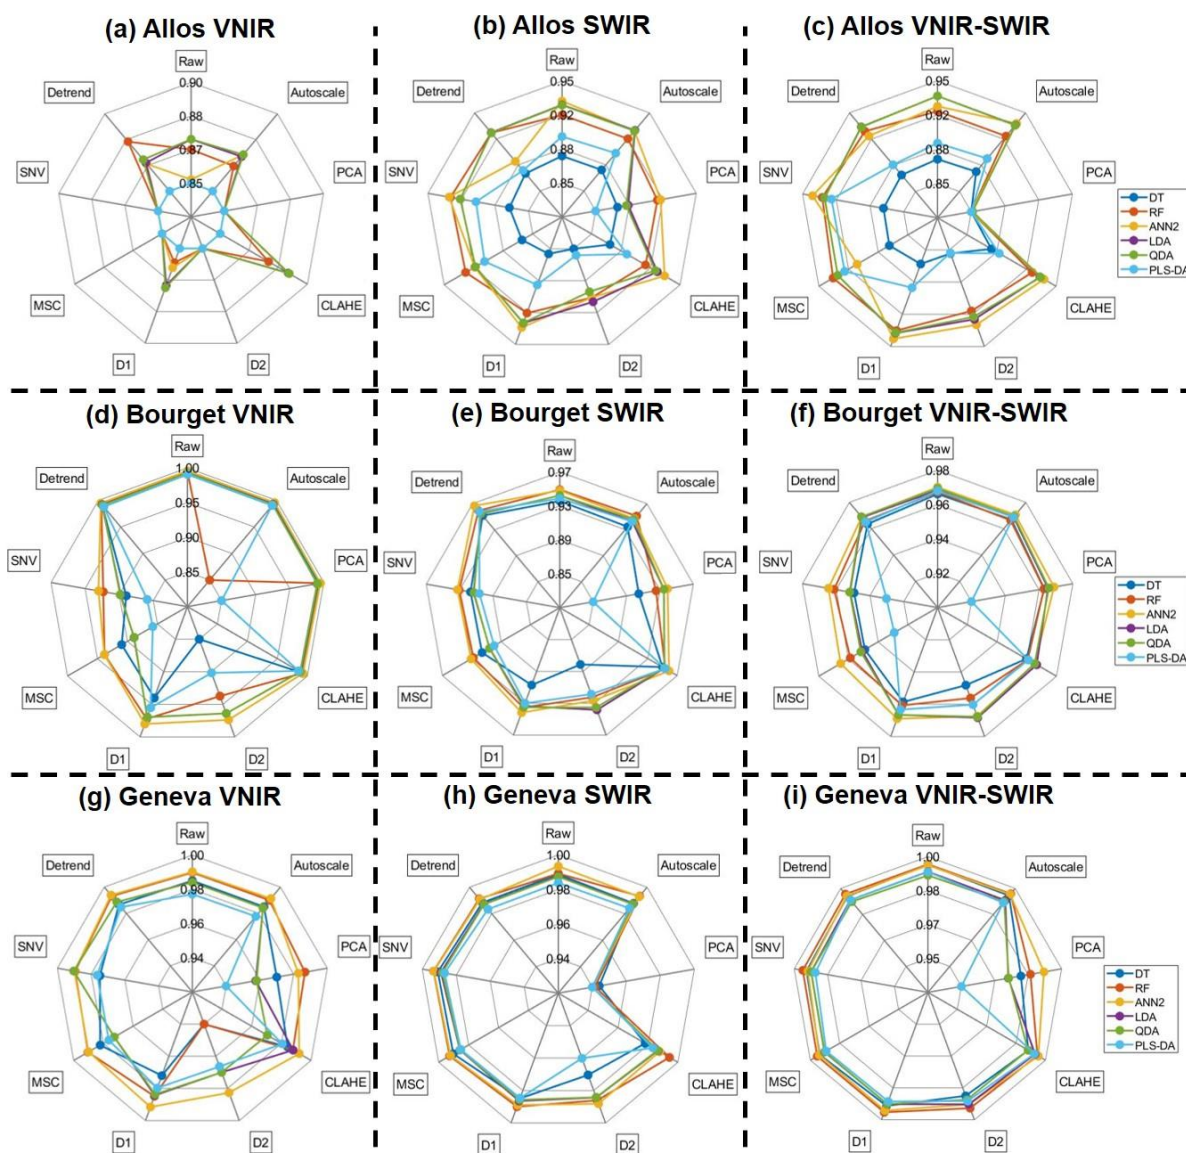 (a) Allos VNIR
Raw
0.90
0.88
0.87
0.85
Autoscale
PCA
CLAHE
D2
D1
MSC
SNV
Detrend
(b) Allos SWIR
Raw
0.95
0.92
0.88
0.85
Autoscale
PCA
CLAHE
D2
D1
MSC
SNV
Detrend
(c) Allos VNIR-SWIR
Raw
0.95
0.92
0.88
0.85
Autoscale
PCA
CLAHE
D2
D1
MSC
SNV
Detrend
DT
RF
ANN2
LDA
QDA
PLS-DA
(d) Bourget VNIR
Raw
1.00
0.95
0.90
0.85
Autoscale
PCA
CLAHE
D2
D1
MSC
SNV
Detrend
(e) Bourget SWIR
Raw
0.97
0.93
0.89
0.85
Autoscale
PCA
CLAHE
D2
D1
MSC
SNV
Detrend
(f) Bourget VNIR-SWIR
Raw
0.98
0.96
0.94
0.92
Autoscale
PCA
CLAHE
D2
D1
MSC
SNV
Detrend
DT
RF
ANN2
LDA
QDA
PLS-DA
(g) Geneva VNIR
Raw
1.00
0.98
0.96
0.94
Autoscale
PCA
CLAHE
D2
D1
MSC
SNV
Detrend
(h) Geneva SWIR
Raw
1.00
0.98
0.96
0.94
Autoscale
PCA
CLAHE
D2
D1
MSC
SNV
Detrend
(i) Geneva VNIR-SWIR
Raw
1.00
0.98
0.97
0.95
Autoscale
PCA
CLAHE
D2
D1
MSC
SNV
Detrend
DT
RF
ANN2
LDA
QDA
PLS-DA